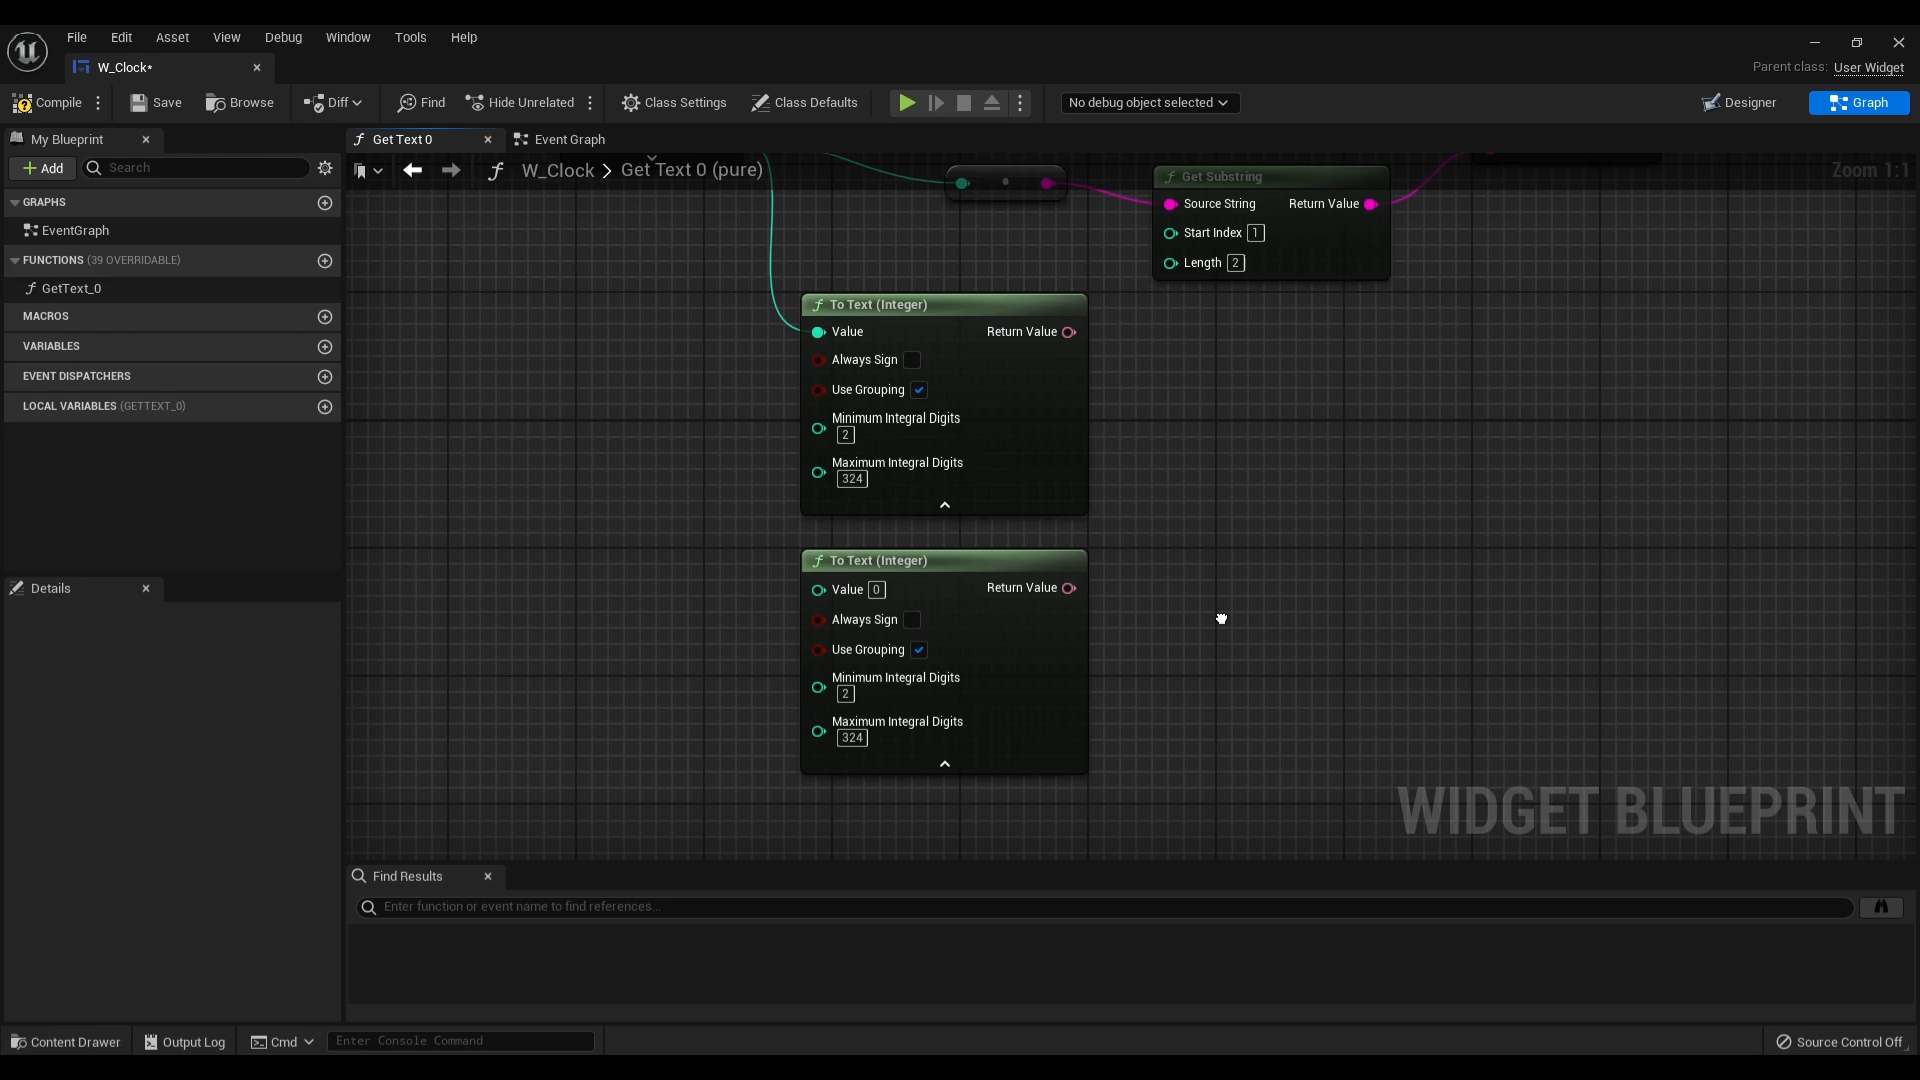 File Edit Asset View Debug Window Tools Help
W_Clock*
Parent class: User Widget
Compile Save Browse Diff Find Hide Unrelated Class Settings Class Defaults No debug object selected Designer Graph
My Blueprint
Get Text 0
Event Graph
Add Search
W_Clock > Get Text 0 (pure)
Zoom 1:1
GRAPHS
EventGraph
FUNCTIONS (39 OVERRIDABLE)
GetText_0
MACROS
VARIABLES
EVENT DISPATCHERS
LOCAL VARIABLES (GETTEXT_0)
Details
Get Substring
Source String Return Value
Start Index 1
Length 2
To Text (Integer)
Value Return Value
Always Sign
Use Grouping
Minimum Integral Digits
2
Maximum Integral Digits
324
To Text (Integer)
Value 0 Return Value
Always Sign
Use Grouping
Minimum Integral Digits
2
Maximum Integral Digits
324
WIDGET BLUEPRINT
Find Results
Enter function or event name to find references...
Content Drawer Output Log Cmd Enter Console Command Source Control Off